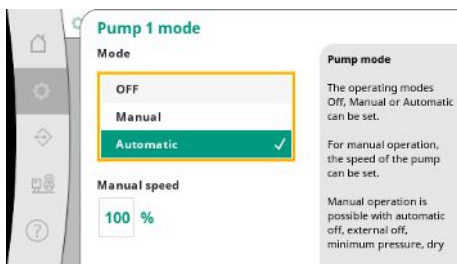 Pump 1 mode
Mode
OFF
Manual
Automatic
Manual speed
100 %
Pump mode
The operating modes
Off, Manual or Automatic
can be set.
For manual operation,
the speed of the pump
can be set.
Manual operation is
possible with automatic
off, external off,
minimum pressure, dry